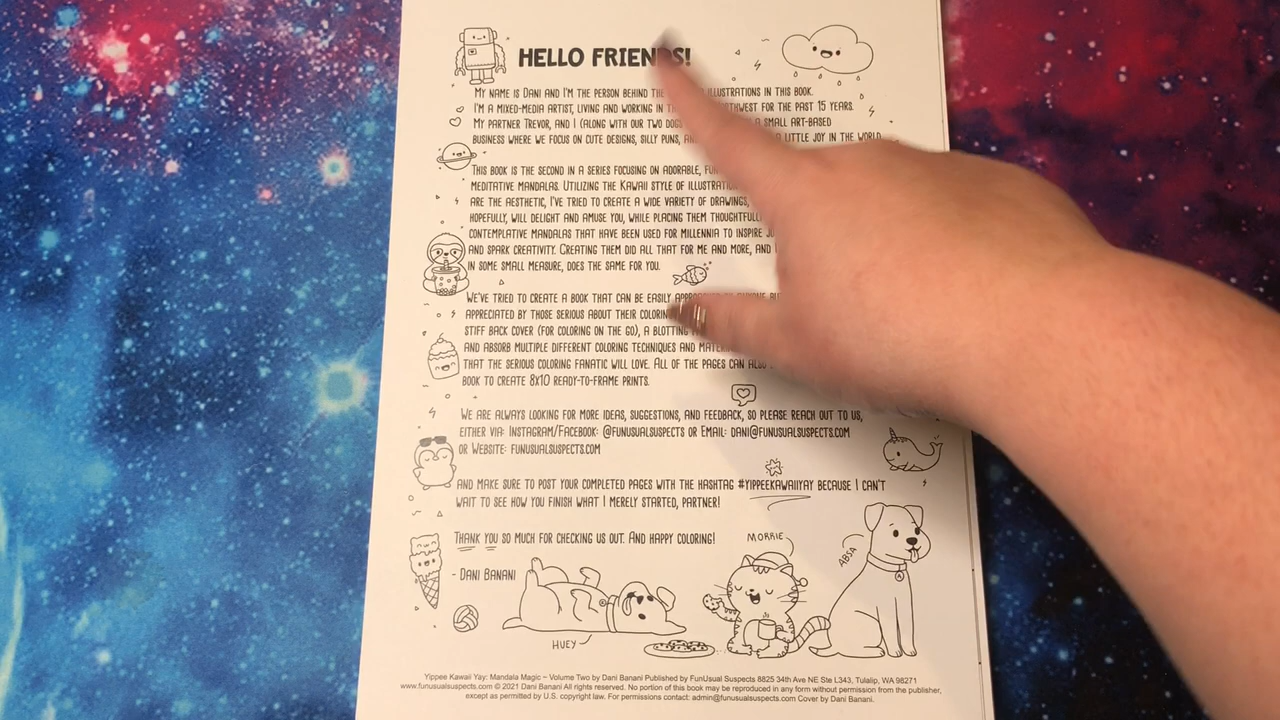 HELLO FRIENDS!
MY NAME IS DANI AND I'M THE PERSON BEHIND THE ILLUSTRATIONS IN THIS BOOK.
I'M A MIXED-MEDIA ARTIST, LIVING AND WORKING IN THE FOR THE PAST 15 YEARS.
MY PARTNER TREVOR, AND I (ALONG WITH OUR TWO DOGS A SMALL ART-BASED
BUSINESS WHERE WE FOCUS ON CUTE DESIGNS, SILLY PUNS, AND A LITTLE JOY IN THE WORLD.
THIS BOOK IS THE SECOND IN A SERIES FOCUSING ON ADORABLE,
MEDITATIVE MANDALAS. UTILIZING THE KAWAII STYLE OF ILLUSTRATION
ARE THE AESTHETIC, I'VE TRIED TO CREATE A WIDE VARIETY OF DRAWINGS,
HOPEFULLY, WILL DELIGHT AND AMUSE YOU, WHILE PLACING THEM
CONTEMPLATIVE MANDALAS THAT HAVE BEEN USED FOR MILLENNIA TO INSPIRE
AND SPARK CREATIVITY. CREATING THEM DID ALL THAT FOR ME AND MORE, AND I
IN SOME SMALL MEASURE, DOES THE SAME FOR YOU.
WE'VE TRIED TO CREATE A BOOK THAT CAN BE EASILY
APPRECIATED BY THOSE SERIOUS ABOUT THEIR
STIFF BACK COVER (FOR COLORING ON THE GO), A BLOTTING
AND ABSORB MULTIPLE DIFFERENT COLORING TECHNIQUES AND
THAT THE SERIOUS COLORING FANATIC WILL LOVE. ALL OF THE PAGES CAN ALSO
BOOK TO CREATE 8X10 READY-TO-FRAME PRINTS.
WE ARE ALWAYS LOOKING FOR MORE IDEAS, SUGGESTIONS, AND FEEDBACK, SO PLEASE REACH OUT TO US,
EITHER VIA: INSTAGRAM/FACEBOOK: @FUNUSUALSUSPECTS OR EMAIL: DANI@FUNUSUALSUSPECTS.COM
OR WEBSITE: FUNUSUALSUSPECTS.COM
AND MAKE SURE TO POST YOUR COMPLETED PAGES WITH THE HASHTAG #YIPPEEKAWAIIYAY BECAUSE I CAN'T
WAIT TO SEE HOW YOU FINISH WHAT I MERELY STARTED, PARTNER!
THANK YOU SO MUCH FOR CHECKING US OUT. AND HAPPY COLORING!
- DANI BANANI
MORRIE
ABSA
A
HUEY
Yippee Kawaii Yay: Mandala Magic ~ Volume Two by Dani Banani Published by FunUsual Suspects 8825 34th Ave NE Ste L343, Tulalip, WA 98271
www.funusualsuspects.com © 2021 Dani Banani All rights reserved. No portion of this book may be reproduced in any form without permission from the publisher,
except as permitted by U.S. copyright law. For permissions contact: admin@funusualsuspects.com Cover by Dani Banani.